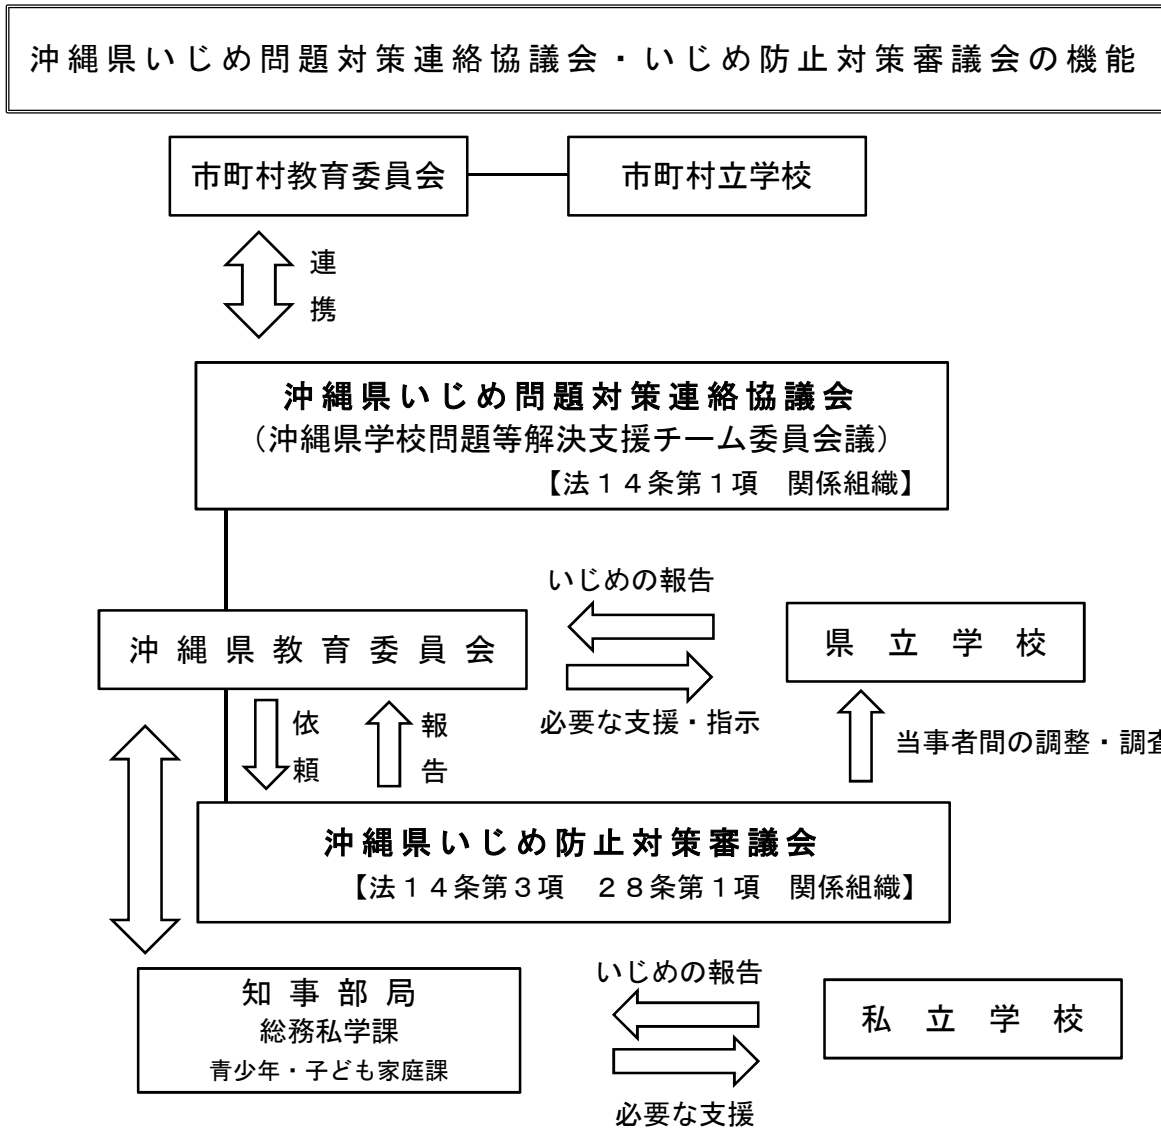 沖縄県いじめ問題対策連絡協議会・いじめ防止対策審議会の機能
市町村教育委員会
市町村立学校
連
携
沖縄県いじめ問題対策連絡協議会
（沖縄県学校問題等解決支援チーム委員会議）
【法１４条第１項　関係組織】
いじめの報告
沖縄県教育委員会
県立学校
必要な支援・指示
依
頼
報
告
当事者間の調整・調査
沖縄県いじめ防止対策審議会
【法１４条第３項　２８条第１項　関係組織】
知事部局
総務私学課
青少年・子ども家庭課
いじめの報告
私立学校
必要な支援